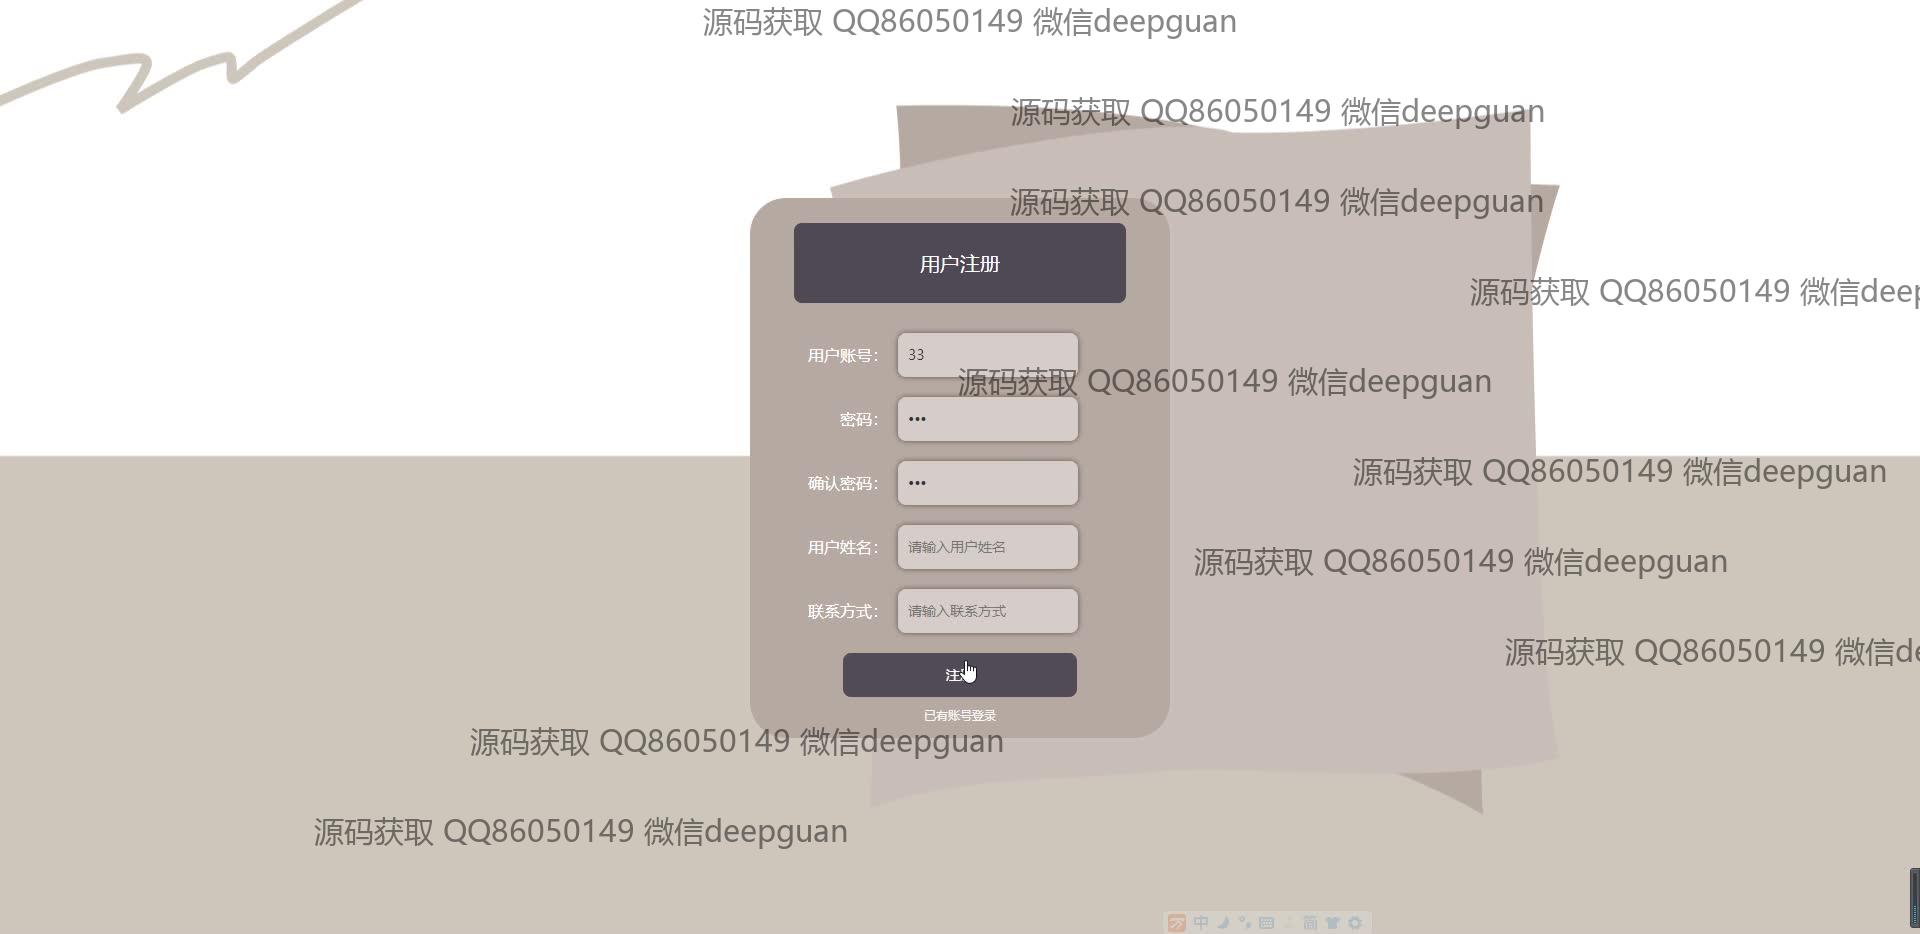 源码获取 QQ86050149 微信deepguan
源码获取 QQ86050149 微信deepguan
源码获取 QQ86050149 微信deepguan
用户注册
源码获取 QQ86050149 微信deep
用户账号：
33
源码获取 QQ86050149 微信deepguan
密码：
•••
源码获取 QQ86050149 微信deepguan
确认密码：
•••
用户姓名：
请输入用户姓名
源码获取 QQ86050149 微信deepguan
联系方式：
请输入联系方式
源码获取 QQ86050149 微信de
注
已有账号登录
源码获取 QQ86050149 微信deepguan
源码获取 QQ86050149 微信deepguan
中
简